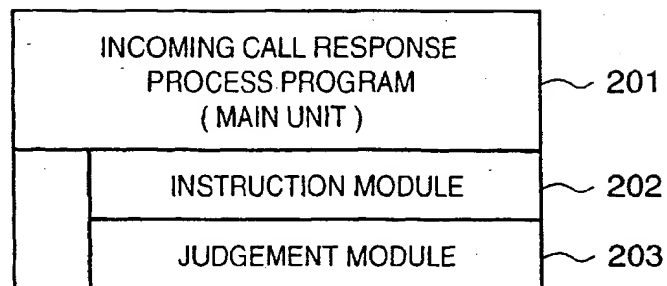 INCOMING CALL RESPONSE
PROCESS PROGRAM
( MAIN UNIT )
201
INSTRUCTION MODULE
202
JUDGEMENT MODULE
203